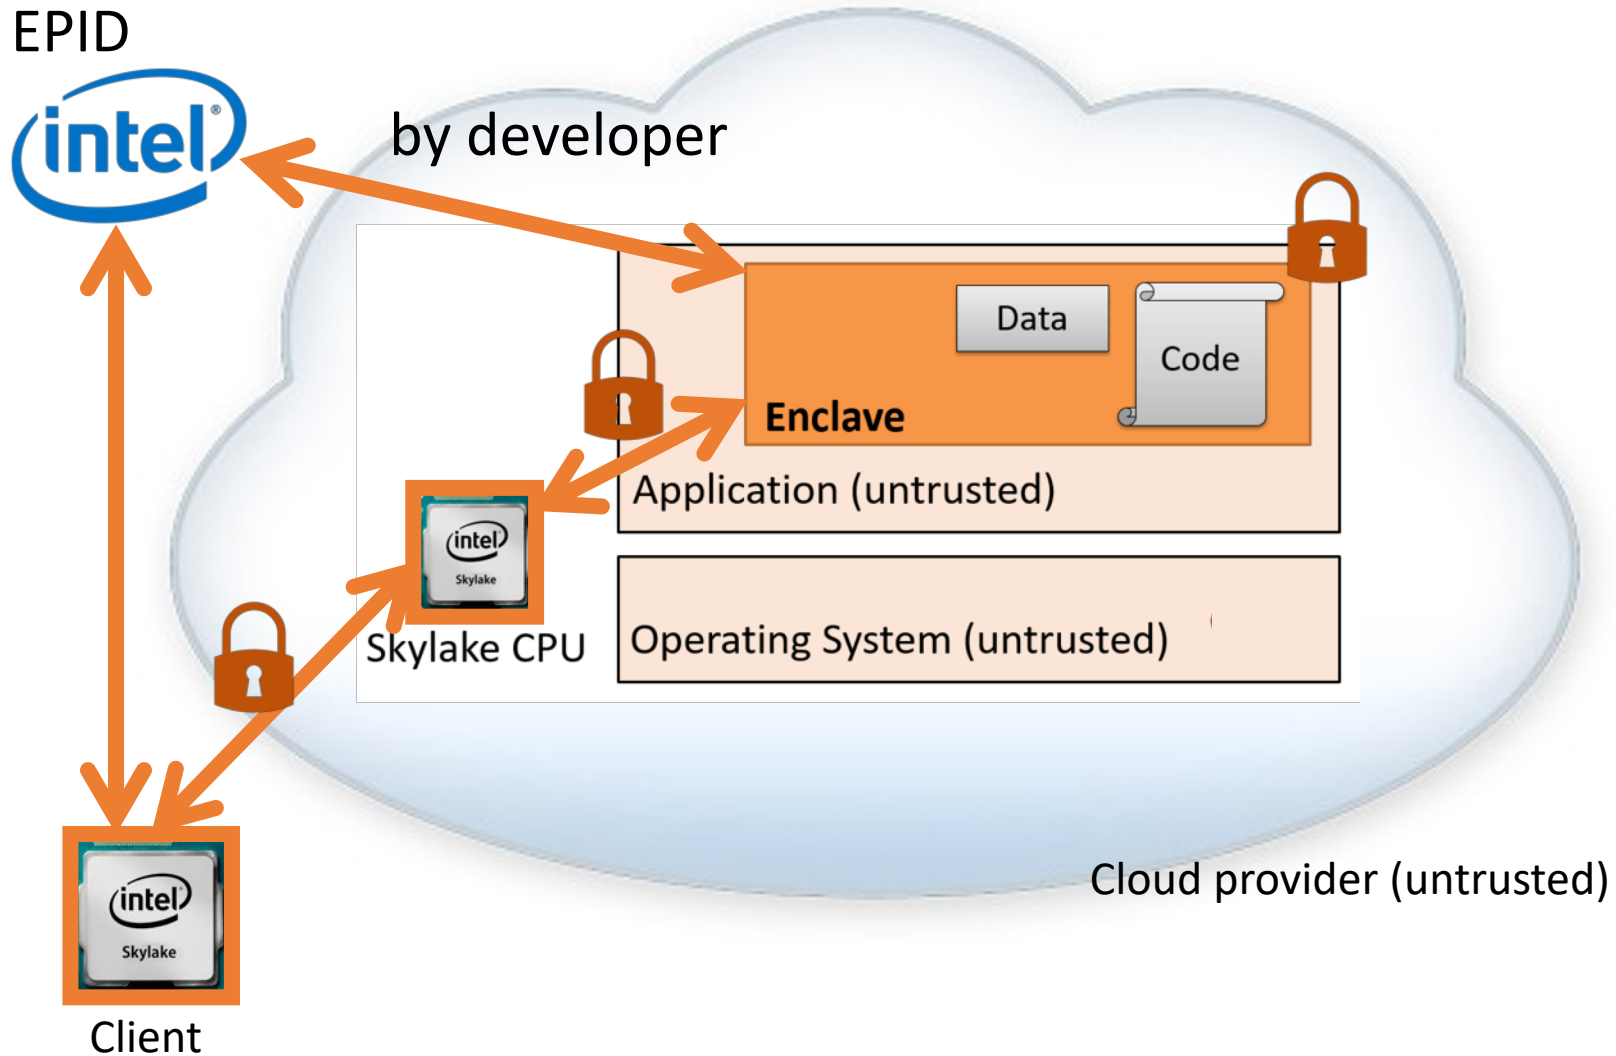 EPID
intel®
by developer
Data
Code
Enclave
Application (untrusted)
intel
Skylake
Skylake CPU
Operating System (untrusted)
Cloud provider (untrusted)
intel
Skylake
Client